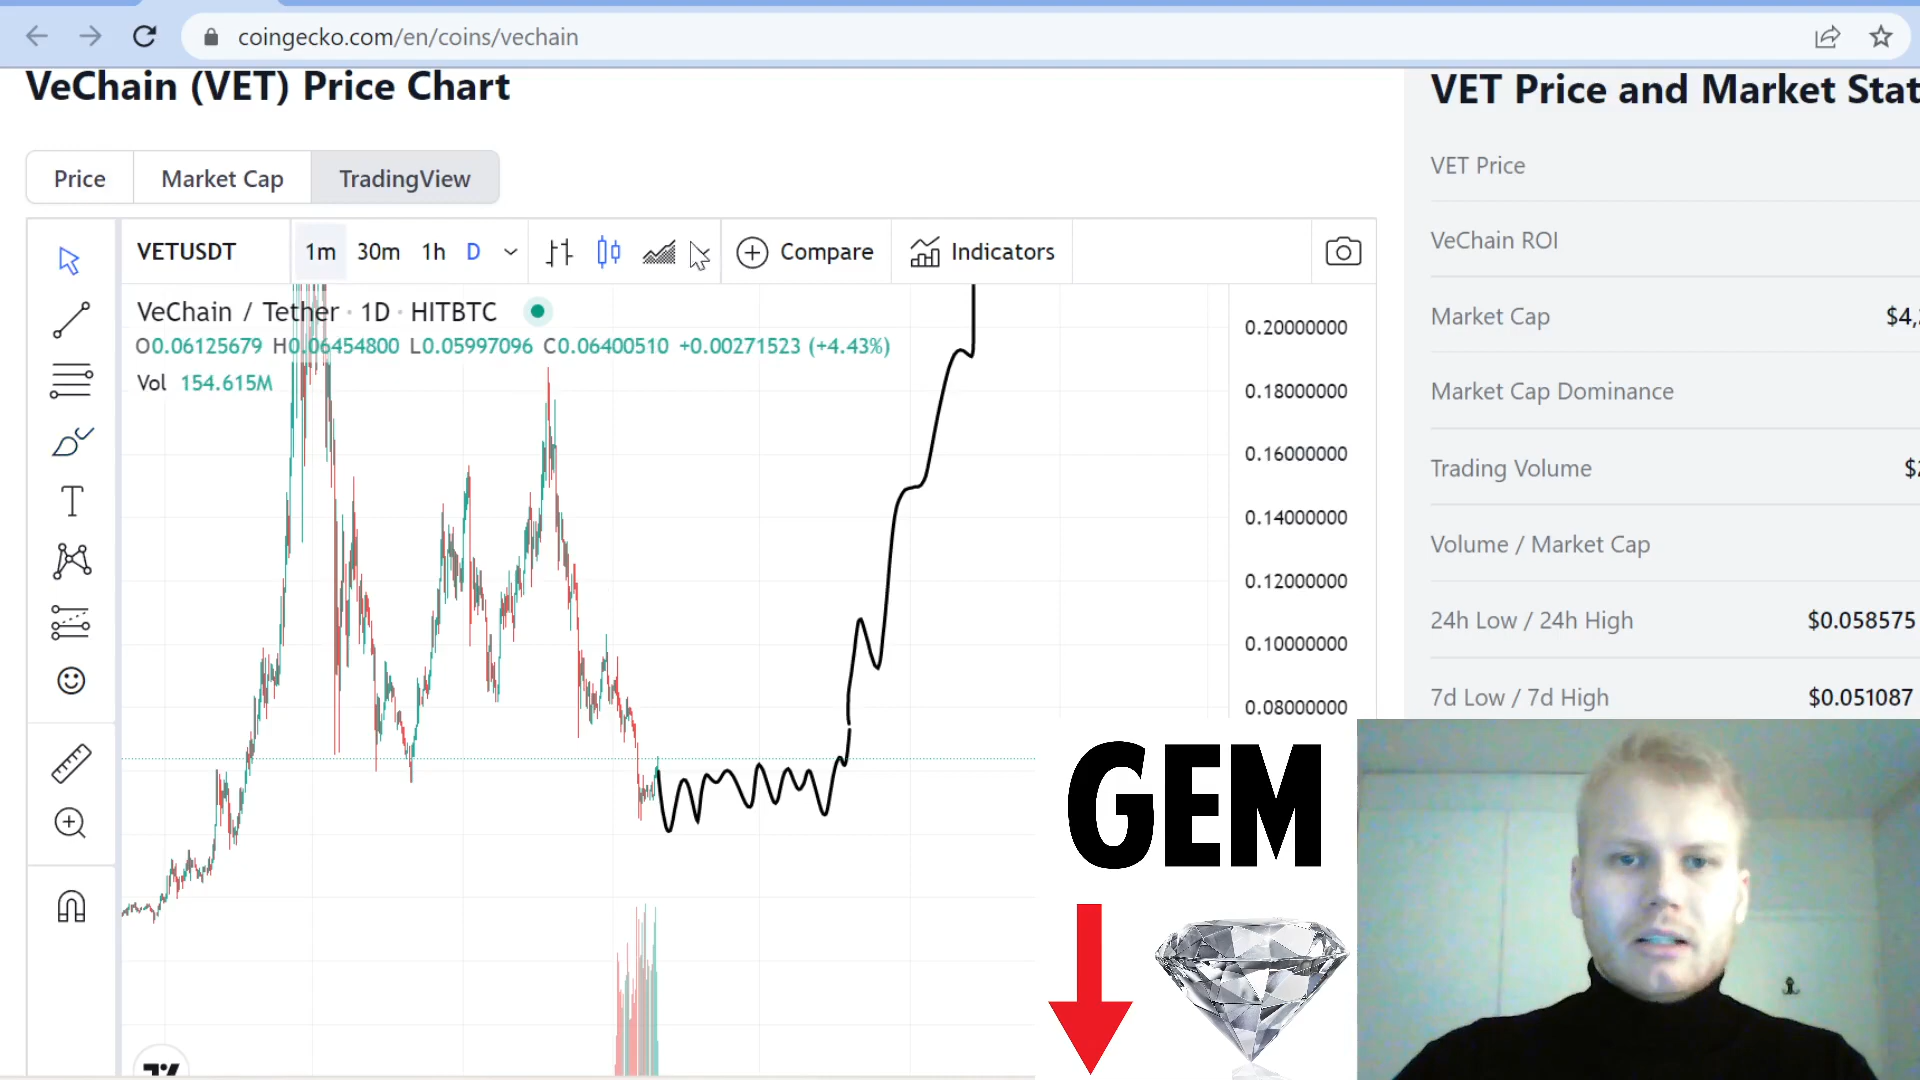 coingecko.com/en/coins/vechain
VeChain (VET) Price Chart
Price
Market Cap
TradingView
VETUSDT
1m
30m
1h
D
Compare
Indicators
VeChain / Tether · 1D · HITBTC
O0.06125679 H0.06454800 L0.05997096 C0.06400510 +0.00271523 (+4.43%)
Vol 154.615M
0.20000000
0.18000000
0.16000000
0.14000000
0.12000000
0.10000000
0.08000000
GEM
VET Price and Market Stat
VET Price
VeChain ROI
Market Cap $4,
Market Cap Dominance
Trading Volume $
Volume / Market Cap
24h Low / 24h High $0.058575
7d Low / 7d High $0.051087